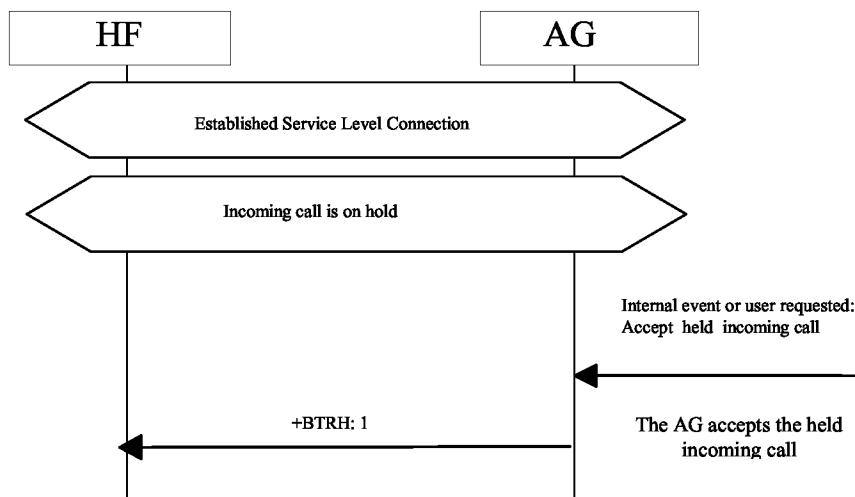 HF
AG
Established Service Level Connection
Incoming call is on hold
Internal event or user requested:
Accept held incoming call
+BTRH: 1
The AG accepts the held
incoming call